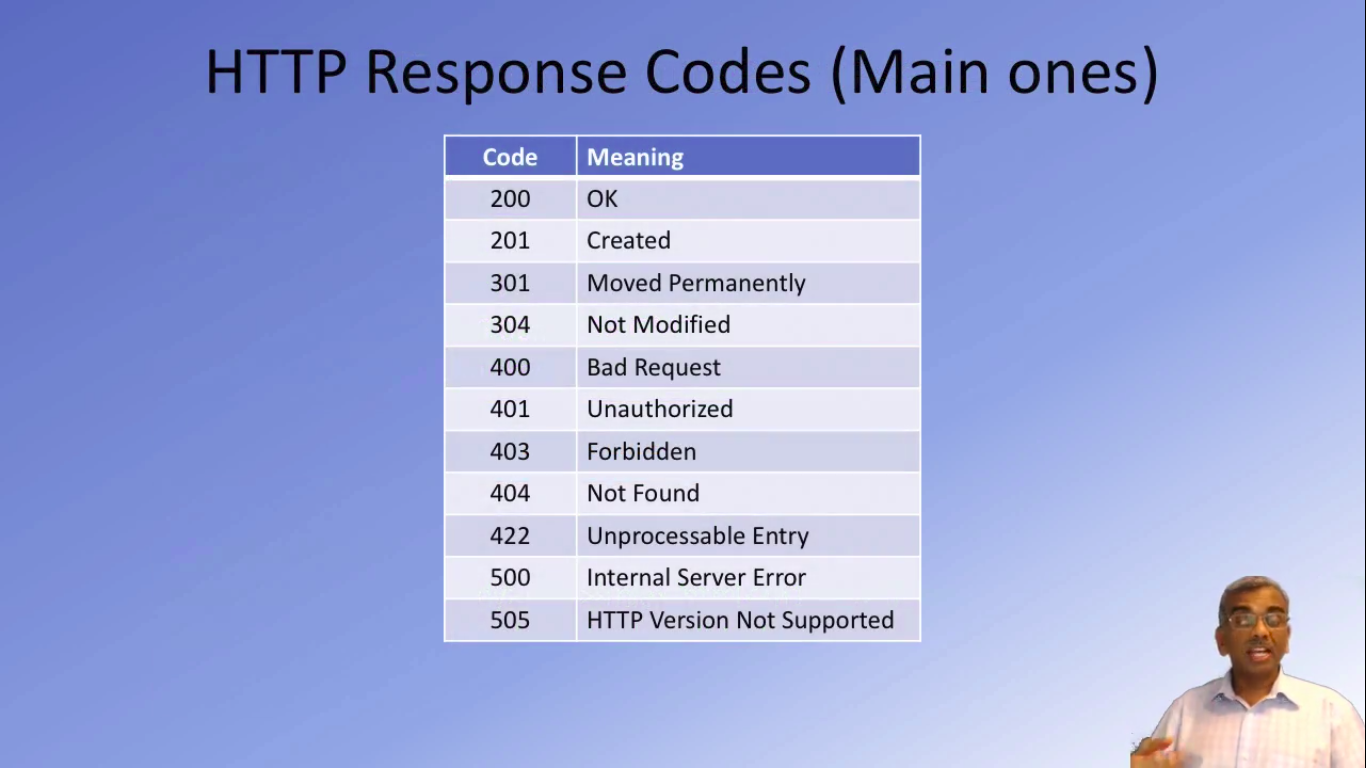 HTTP Response Codes (Main ones)
Code Meaning
200 OK
201 Created
301 Moved Permanently
304 Not Modified
400 Bad Request
401 Unauthorized
403 Forbidden
404 Not Found
422 Unprocessable Entry
500 Internal Server Error
505 HTTP Version Not Supported